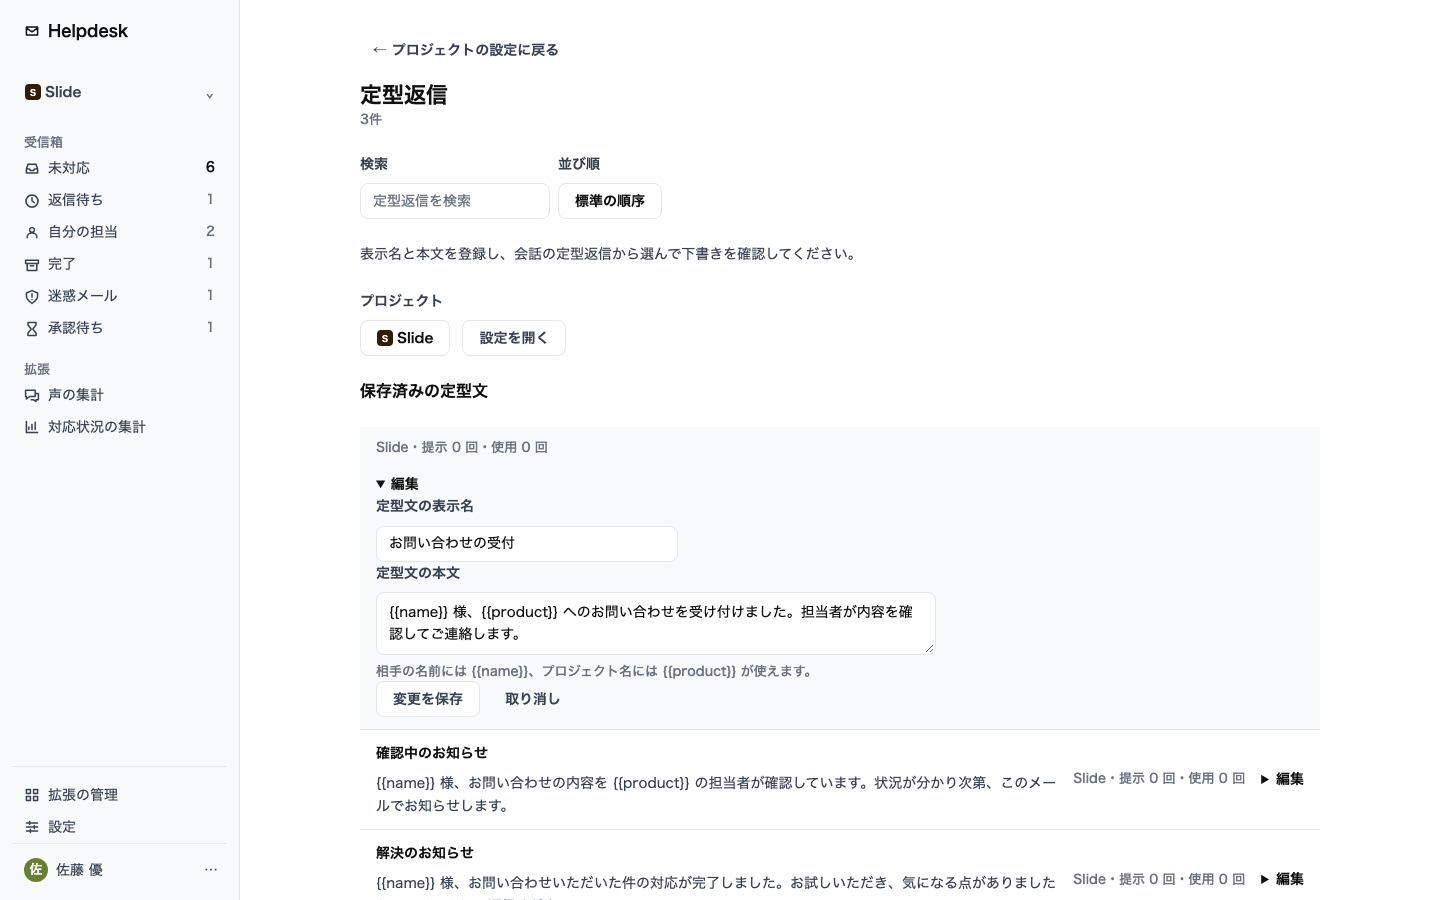 Helpdesk
S Slide
受信箱
未対応 6
返信待ち 1
自分の担当 2
完了 1
迷惑メール 1
承認待ち 1
拡張
声の集計
対応状況の集計
拡張の管理
設定
佐 佐藤 優 …
← プロジェクトの設定に戻る
定型返信
3件
検索 並び順
定型返信を検索 標準の順序
表示名と本文を登録し、会話の定型返信から選んで下書きを確認してください。
プロジェクト
S Slide 設定を開く
保存済みの定型文
Slide・提示 0 回・使用 0 回
▼ 編集
定型文の表示名
お問い合わせの受付
定型文の本文
{{name}} 様、{{product}} へのお問い合わせを受け付けました。担当者が内容を確
認してご連絡します。
相手の名前には {{name}}、プロジェクト名には {{product}} が使えます。
変更を保存 取り消し
確認中のお知らせ
{{name}} 様、お問い合わせの内容を {{product}} の担当者が確認しています。状況が分かり次第、このメー
ルでお知らせします。
Slide・提示 0 回・使用 0 回 ▶ 編集
解決のお知らせ
{{name}} 様、お問い合わせいただいた件の対応が完了しました。お試しいただき、気になる点がありました
Slide・提示 0 回・使用 0 回 ▶ 編集